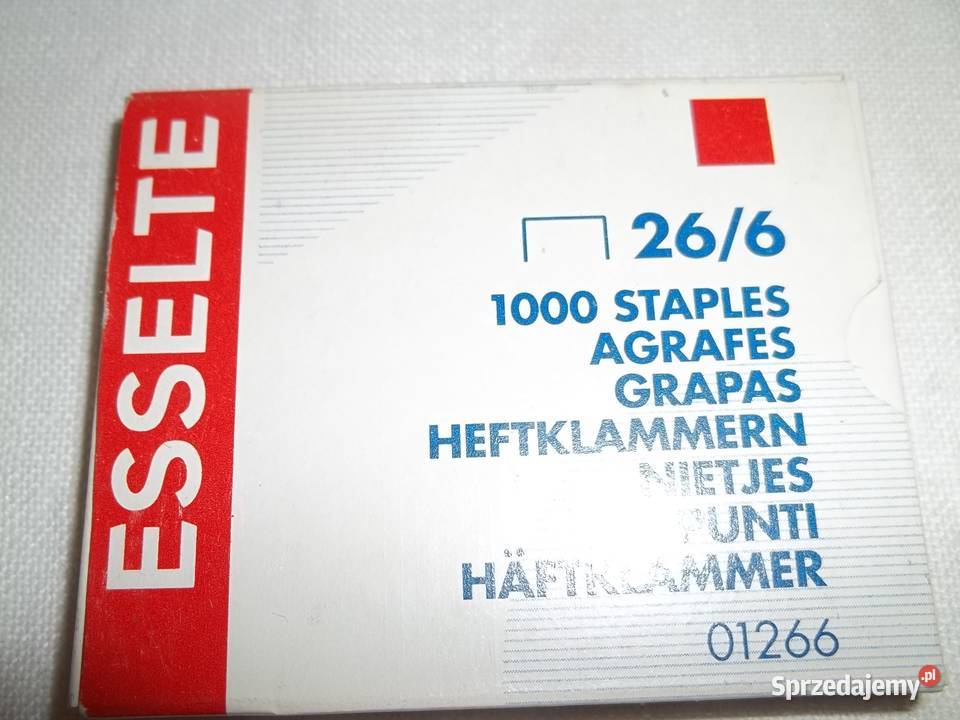 ESSELTE
26/6
1000 STAPLES
AGRAFES
GRAPAS
HEFTKLAMMERN
NIETJES
PUNTI
HÄFTKLAMMER
01266
Sprzedajemy.pl